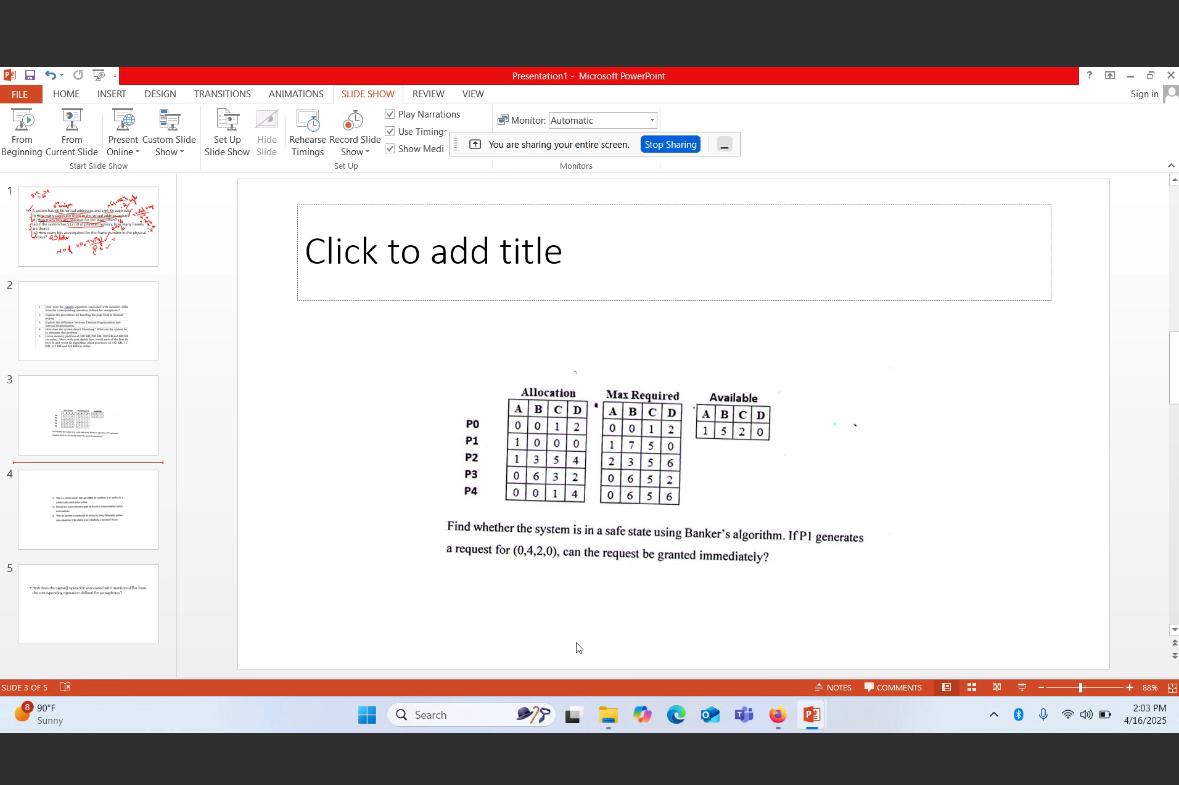 Presentation1 - Microsoft PowerPoint
?
FILE HOME INSERT DESIGN TRANSITIONS ANIMATIONS SLIDE SHOW REVIEW VIEW Sign in
From Beginning
From Current Slide
Present Online
Custom Slide Show
Set Up Slide Show
Hide Slide
Rehearse Timings
Record Slide Show
Play Narrations
Use Timing
Show Medi
Monitor: Automatic
You are sharing your entire screen. Stop Sharing
Start Slide Show Set Up Monitors
1
2
3
4
5
Click to add title
Allocation Max Required Available
A B C D A B C D A B C D
P0 0 0 1 2 0 0 1 2 1 5 2 0
P1 1 0 0 0 1 7 5 0
P2 1 3 5 4 2 3 5 6
P3 0 6 3 2 0 6 5 2
P4 0 0 1 4 0 6 5 6
Find whether the system is in a safe state using Banker's algorithm. If P1 generates
a request for (0,4,2,0), can the request be granted immediately?
SLIDE 3 OF 5 NOTES COMMENTS 88%
8 90°F
Sunny
Search
2:03 PM
4/16/2025